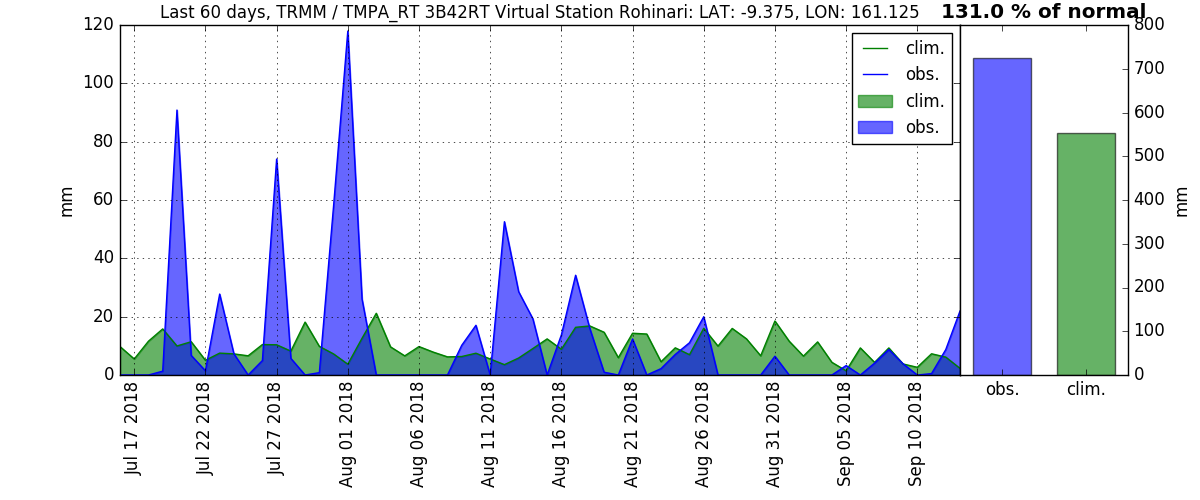 Last 60 days, TRMM / TMPA_RT 3B42RT Virtual Station Rohinari: LAT: -9.375, LON: 161.125
131.0 % of normal
120
100
80
60
40
20
0
mm
clim.
obs.
clim.
obs.
Jul 17 2018
Jul 22 2018
Jul 27 2018
Aug 01 2018
Aug 06 2018
Aug 11 2018
Aug 16 2018
Aug 21 2018
Aug 26 2018
Aug 31 2018
Sep 05 2018
Sep 10 2018
800
700
600
500
400
300
200
100
0
mm
obs.
clim.